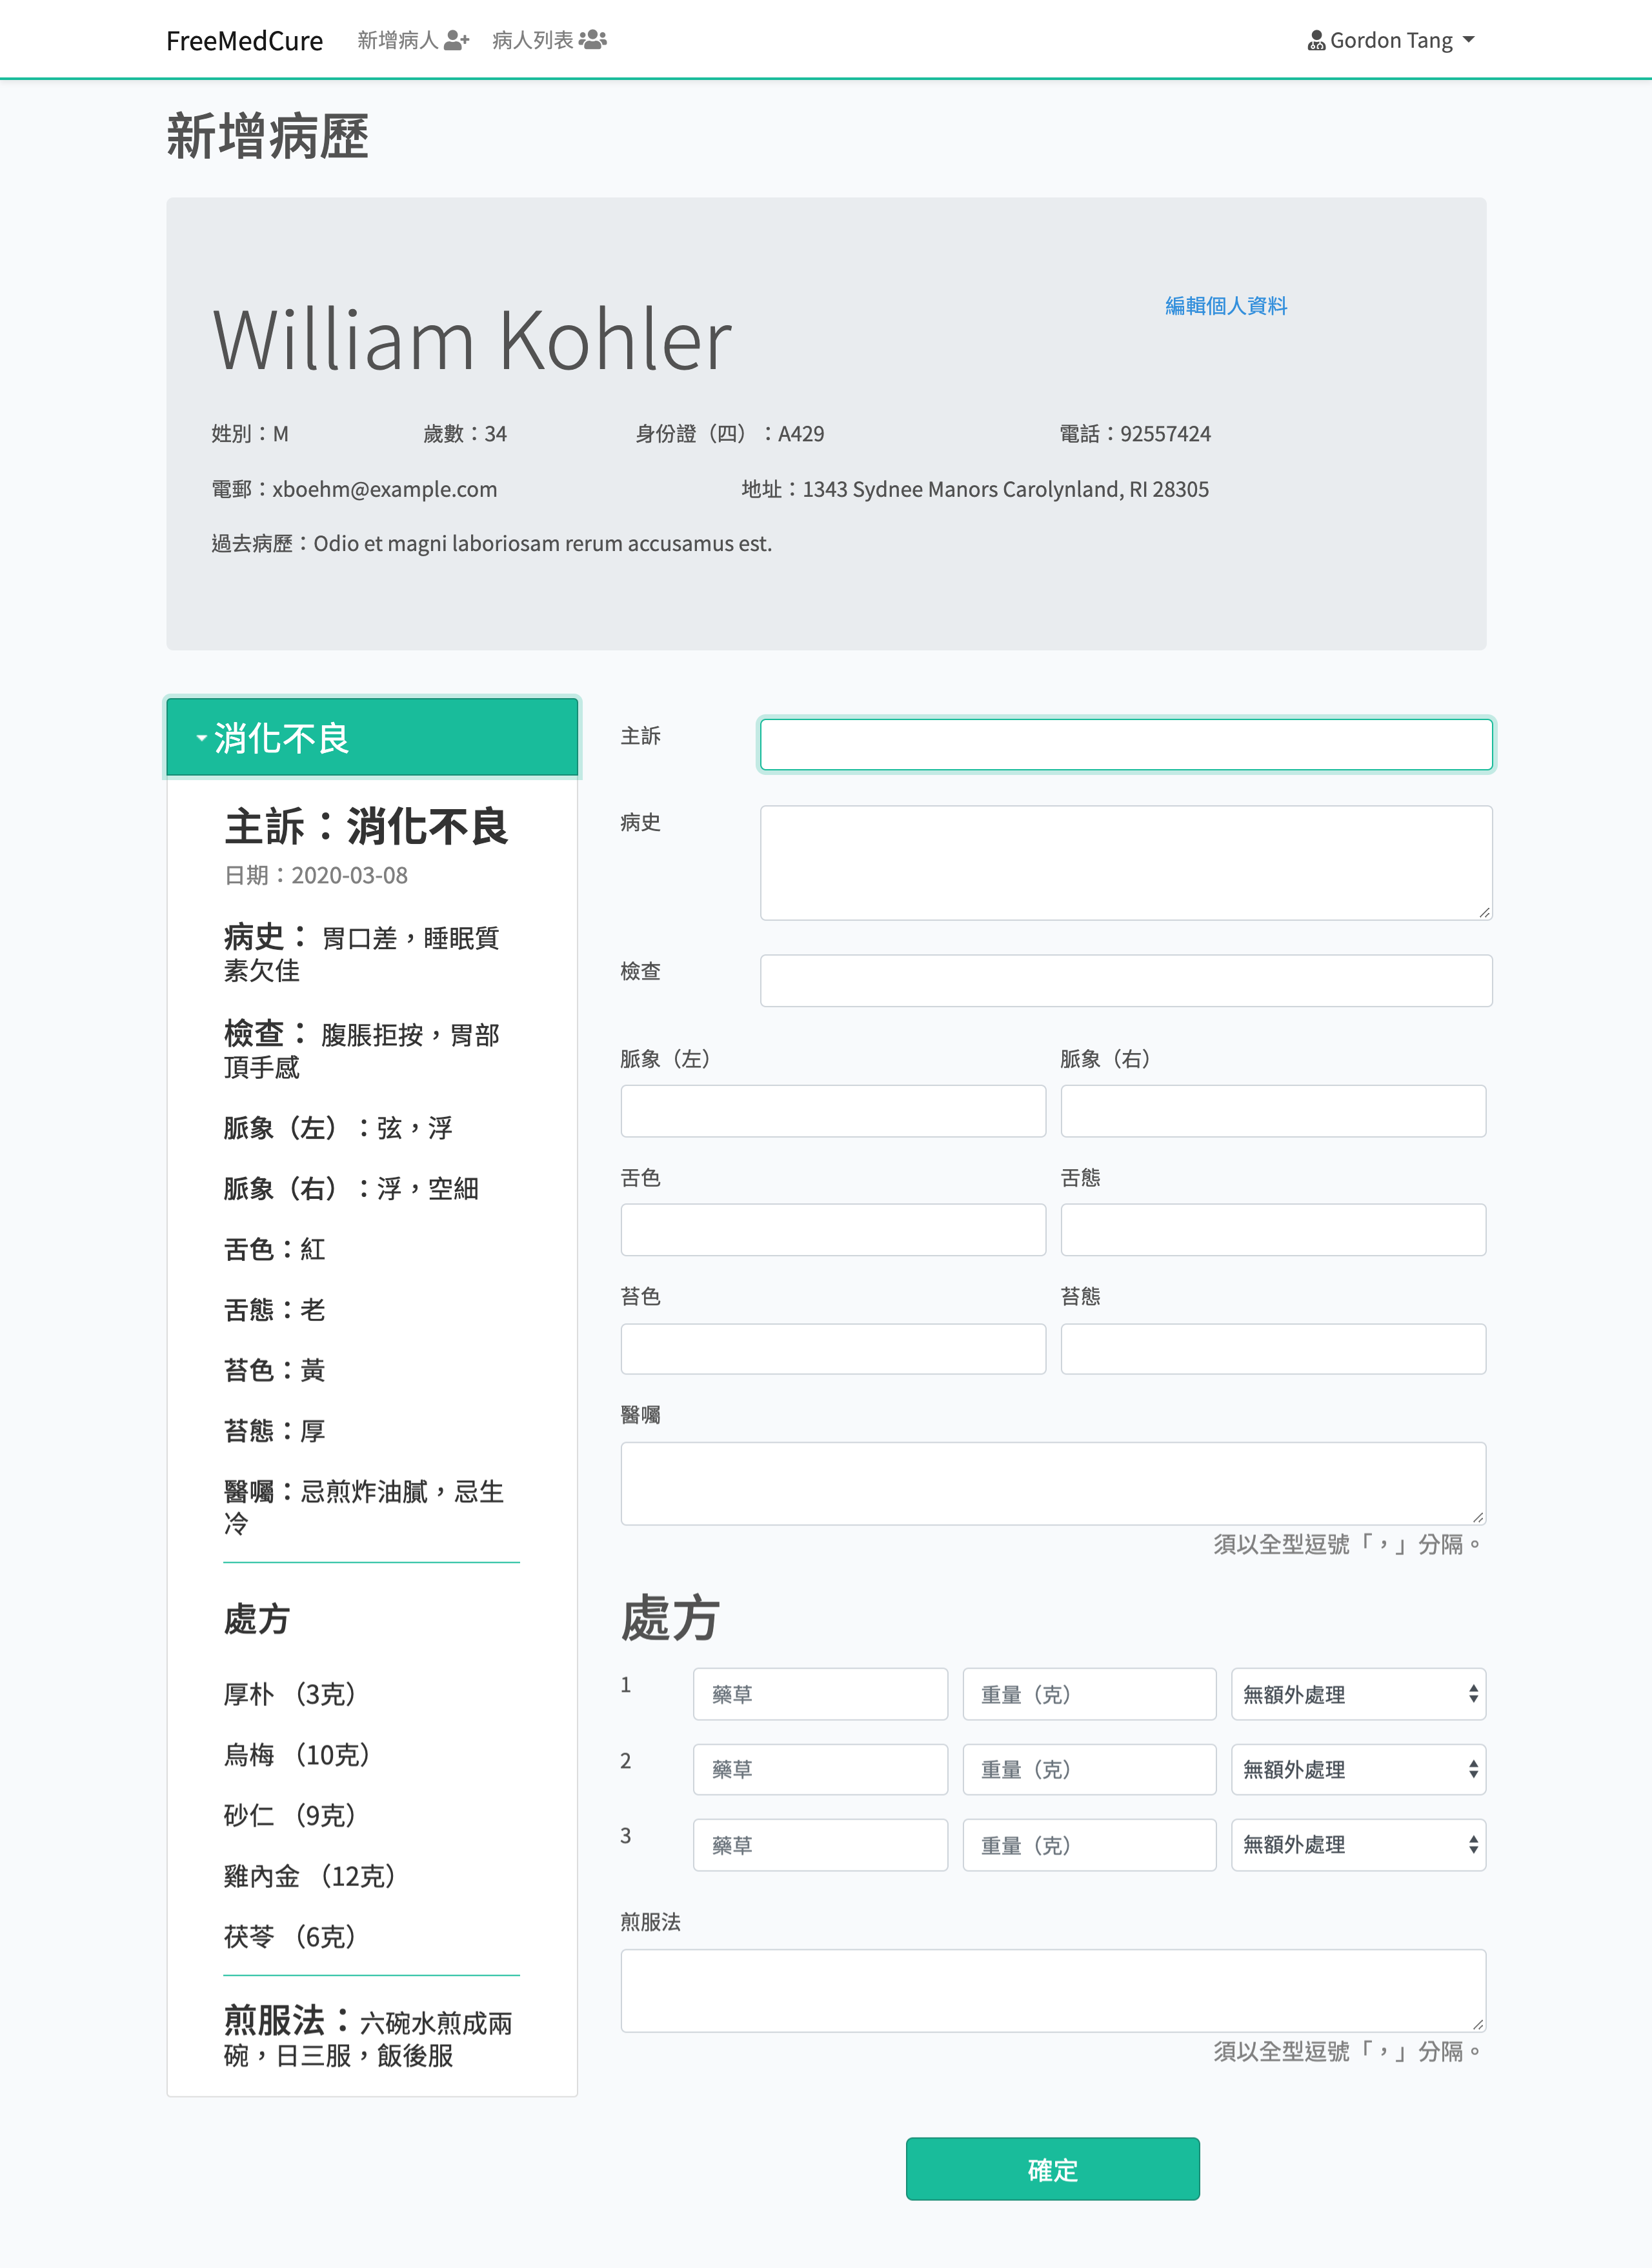 FreeMedCure 新增病人 病人列表 Gordon Tang
新增病歷
William Kohler
編輯個人資料
姓別：M 歲數：34 身份證（四）：A429 電話：92557424
電郵：xboehm@example.com 地址：1343 Sydnee Manors Carolynland, RI 28305
過去病歷：Odio et magni laboriosam rerum accusamus est.
消化不良
主訴：消化不良
日期：2020-03-08
病史： 胃口差，睡眠質
素欠佳
檢查： 腹脹拒按，胃部
頂手感
脈象（左）：弦，浮
脈象（右）：浮，空細
舌色：紅
舌態：老
苔色：黃
苔態：厚
醫囑：忌煎炸油膩，忌生
冷
處方
厚朴 （3克）
烏梅 （10克）
砂仁 （9克）
雞內金 （12克）
茯苓 （6克）
煎服法：六碗水煎成兩
碗，日三服，飯後服
主訴
病史
檢查
脈象（左） 脈象（右）
舌色 舌態
苔色 苔態
醫囑
須以全型逗號「，」分隔。
處方
1 藥草 重量（克） 無額外處理
2 藥草 重量（克） 無額外處理
3 藥草 重量（克） 無額外處理
煎服法
須以全型逗號「，」分隔。
確定